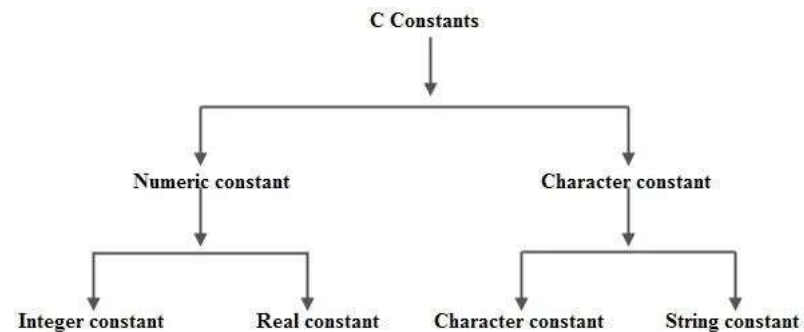 C Constants
Numeric constant
Character constant
Integer constant
Real constant
Character constant
String constant